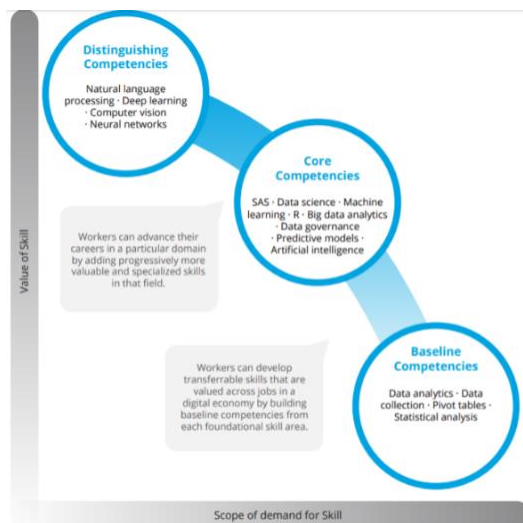 Distinguishing
Competencies
Natural language
processing · Deep learning
· Computer vision
· Neural networks
Core
Competencies
SAS · Data science · Machine
learning · R · Big data analytics
· Data governance
· Predictive models ·
Artificial intelligence
Workers can advance their
careers in a particular domain
by adding progressively more
valuable and specialized skills
in that field.
Value of Skill
Workers can develop
transferrable skills that are
valued across jobs in a
digital economy by building
baseline competencies from
each foundational skill area.
Baseline
Competencies
Data analytics · Data
collection · Pivot tables ·
Statistical analysis
Scope of demand for Skill